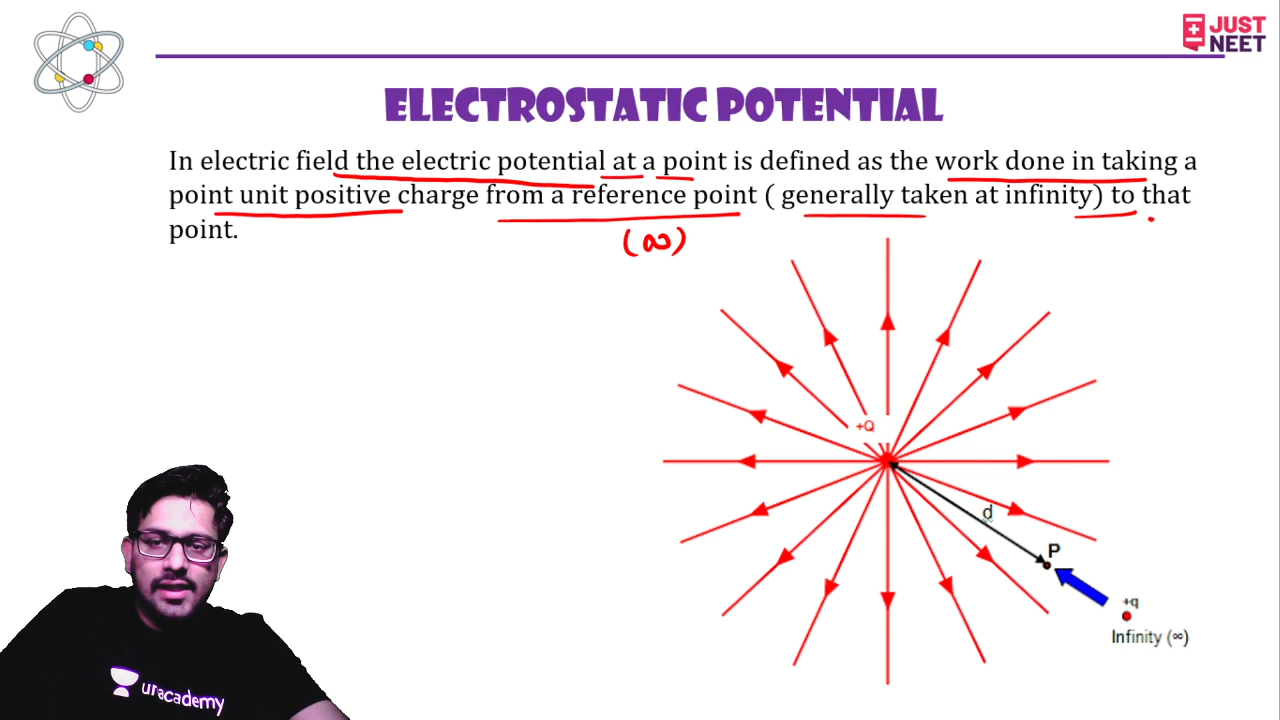 JUST
NEET
ELECTROSTATIC POTENTIAL
In electric field the electric potential at a point is defined as the work done in taking a
point unit positive charge from a reference point ( generally taken at infinity) to that
point.
(∞)
+Q
d
P
+q
Infinity (∞)
unacademy